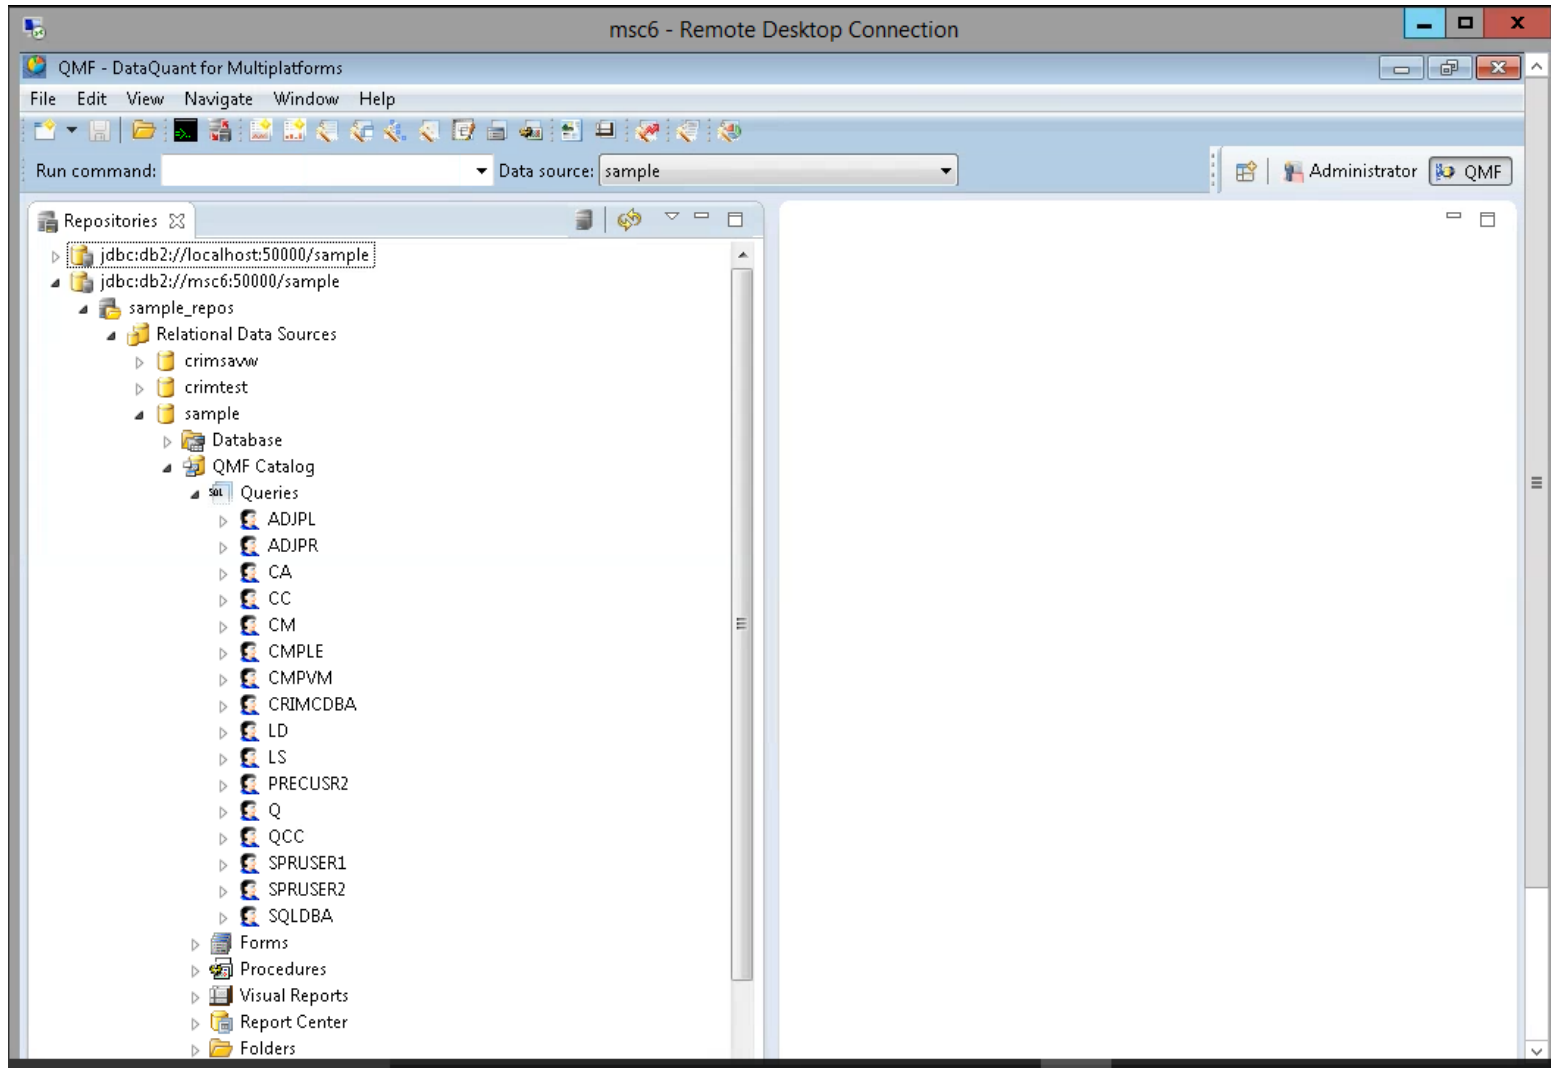 msc6 - Remote Desktop Connection
QMF - DataQuant for Multiplatforms
File Edit View Navigate Window Help
Run command: Data source: sample Administrator QMF
Repositories
jdbc:db2://localhost:50000/sample
jdbc:db2://msc6:50000/sample
sample_repos
Relational Data Sources
crimsavw
crimtest
sample
Database
QMF Catalog
SQL Queries
ADJPL
ADJPR
CA
CC
CM
CMPLE
CMPVM
CRIMCDBA
LD
LS
PRECUSR2
Q
QCC
SPRUSER1
SPRUSER2
SQLDBA
Forms
Procedures
Visual Reports
Report Center
Folders